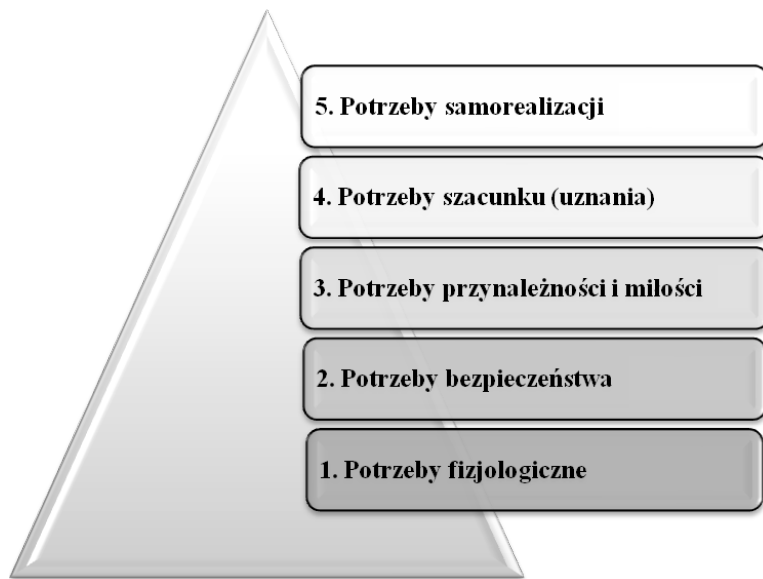 5. Potrzeby samorealizacji
4. Potrzeby szacunku (uznania)
3. Potrzeby przynależności i miłości
2. Potrzeby bezpieczeństwa
1. Potrzeby fizjologiczne